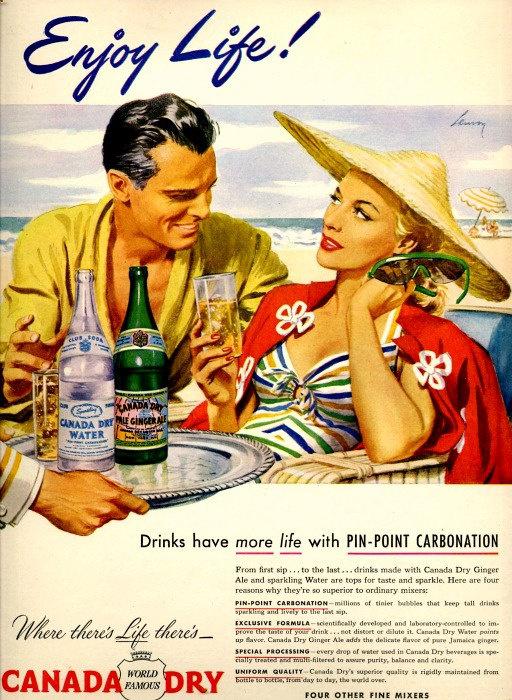 Enjoy Life!
Lennon
CLUB SODA
Sparkling
CANADA DRY
WATER
"PIN-POINT CARBONATION"
CANADA DRY
PALE GINGER ALE
Drinks have more life with PIN-POINT CARBONATION
From first sip...to the last...drinks made with Canada Dry Ginger
Ale and sparkling Water are tops for taste and sparkle. Here are four
reasons why they're so superior to ordinary mixers:
PIN-POINT CARBONATION—millions of tinier bubbles that keep tall drinks
sparkling and lively to the last sip.
EXCLUSIVE FORMULA—scientifically developed and laboratory-controlled to im-
prove the taste of your drink...not distort or dilute it. Canada Dry Water points
up flavor. Canada Dry Ginger Ale adds the delicate flavor of pure Jamaica ginger.
SPECIAL PROCESSING—every drop of water used in Canada Dry beverages is spe-
cially treated and multi-filtered to assure purity, balance and clarity.
UNIFORM QUALITY—Canada Dry's superior quality is rigidly maintained from
bottle to bottle, from day to day, the world over.
FOUR OTHER FINE MIXERS
Where there's Life there's—
CANADA DRY
WORLD
FAMOUS